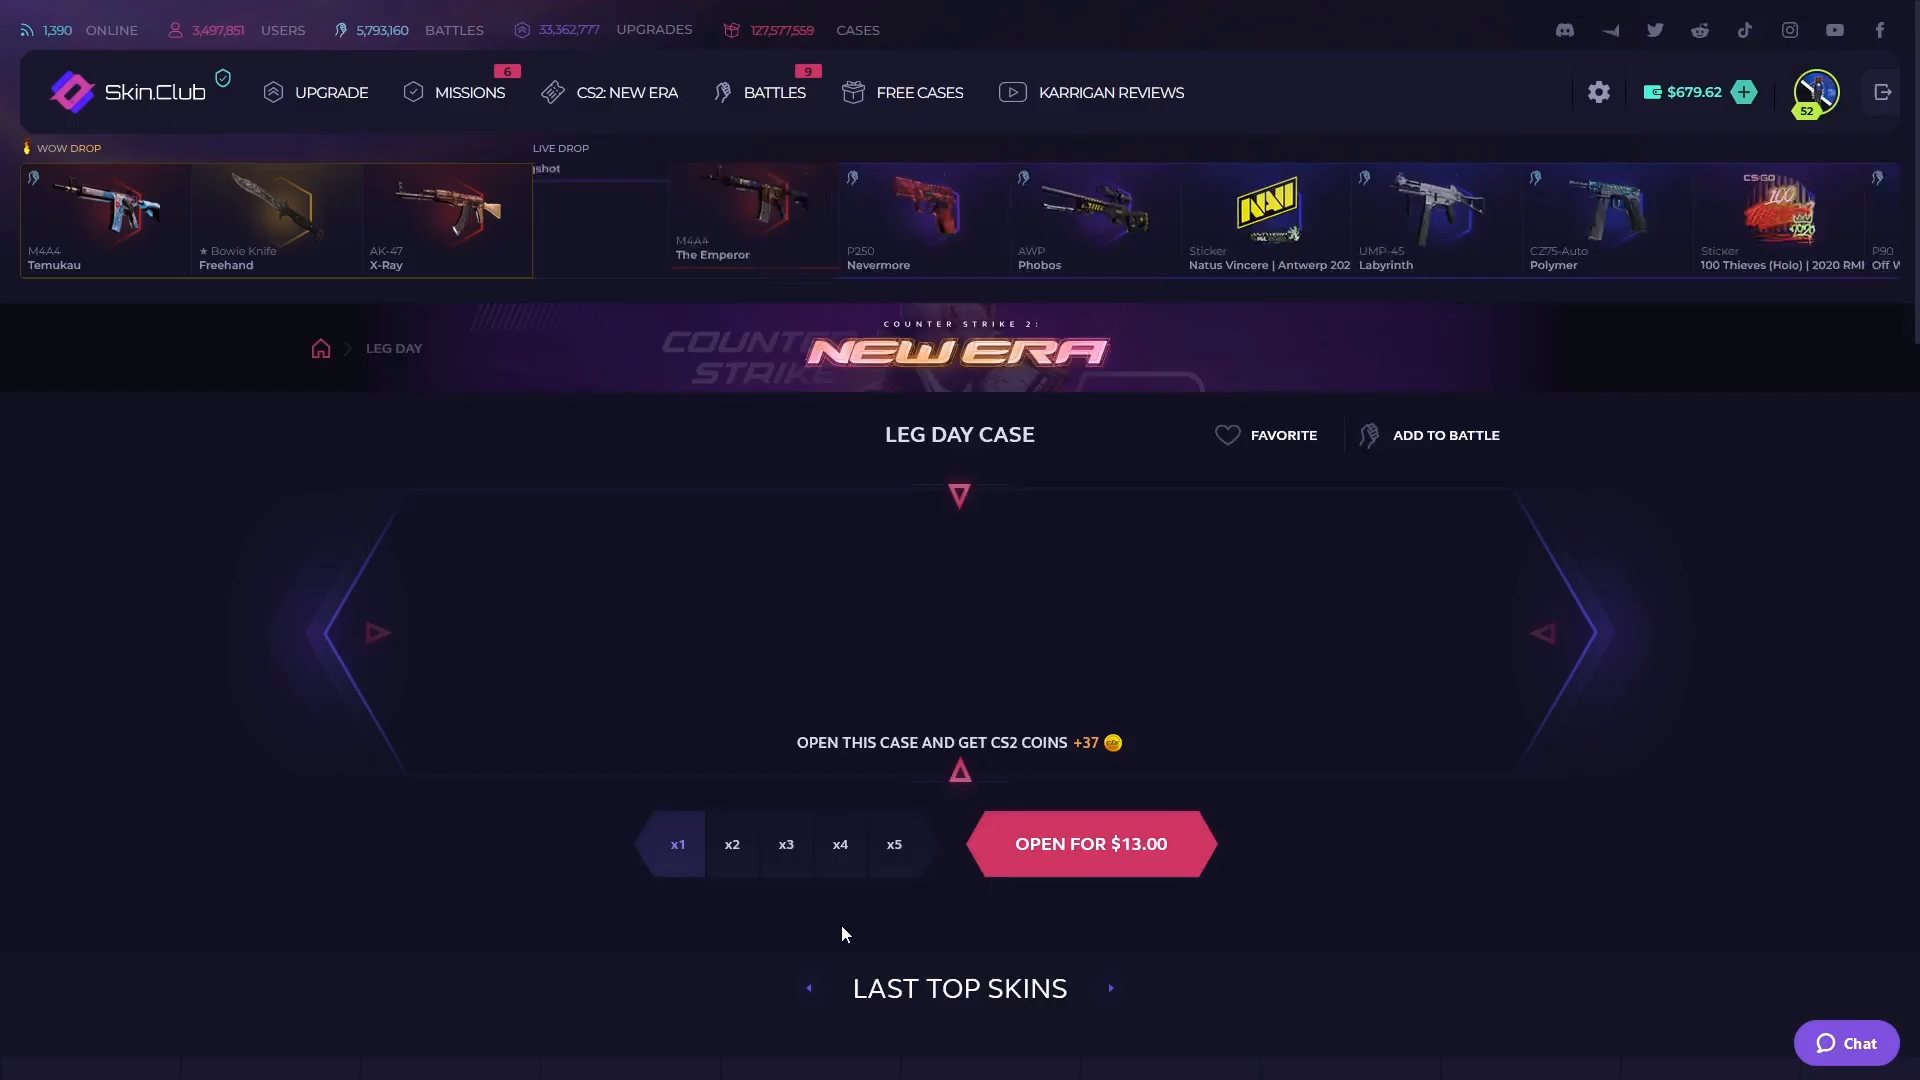 1,390 ONLINE 3,497,851 USERS 5,793,160 BATTLES 33,362,777 UPGRADES 127,577,559 CASES
Skin.Club UPGRADE 6 MISSIONS CS2: NEW ERA 9 BATTLES FREE CASES KARRIGAN REVIEWS $679.62 52
WOW DROP
LIVE DROP
M4A4
Temukau
★ Bowie Knife
Freehand
AK-47
X-Ray
shot
M4A4
The Emperor
P250
Nevermore
AWP
Phobos
Sticker
Natus Vincere | Antwerp 202
UMP-45
Labyrinth
CZ75-Auto
Polymer
Sticker
100 Thieves (Holo) | 2020 RMI
P90
Off W
LEG DAY
COUNTER STRIKE
COUNTER STRIKE 2:
NEW ERA
LEG DAY CASE
FAVORITE
ADD TO BATTLE
OPEN THIS CASE AND GET CS2 COINS +37
x1 x2 x3 x4 x5
OPEN FOR $13.00
LAST TOP SKINS
Chat